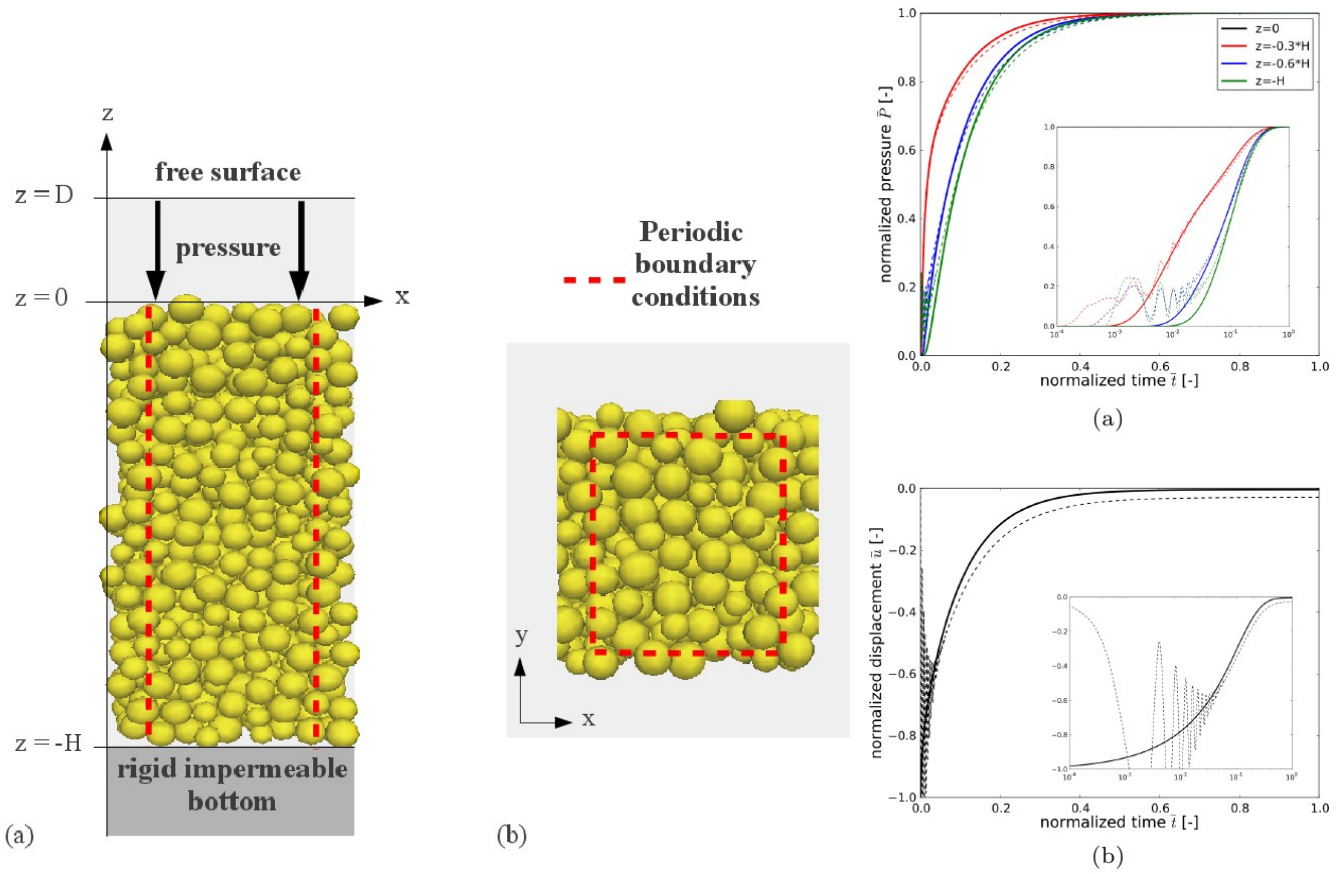 z
free surface
z = D
pressure
z = 0
x
z = -H
rigid impermeable
bottom
(a)
Periodic
boundary
conditions
y
x
(b)
1.0
0.8
0.6
0.4
0.2
0.0
normalized pressure P̄ [-]
z=0
z=-0.3*H
z=-0.6*H
z=-H
1.0
0.8
0.6
0.4
0.2
0.0
10⁻³
10⁻²
10⁻¹
10⁰
0.0
0.2
0.4
0.6
0.8
1.0
normalized time t̄ [-]
(a)
0.0
−0.2
−0.4
−0.6
−0.8
−1.0
normalized displacement ū [-]
0.0
−0.2
−0.4
−0.6
−0.8
−1.0
10⁻⁴
10⁻³
10⁻²
10⁻¹
10⁰
0.0
0.2
0.4
0.6
0.8
1.0
normalized time t̄ [-]
(b)